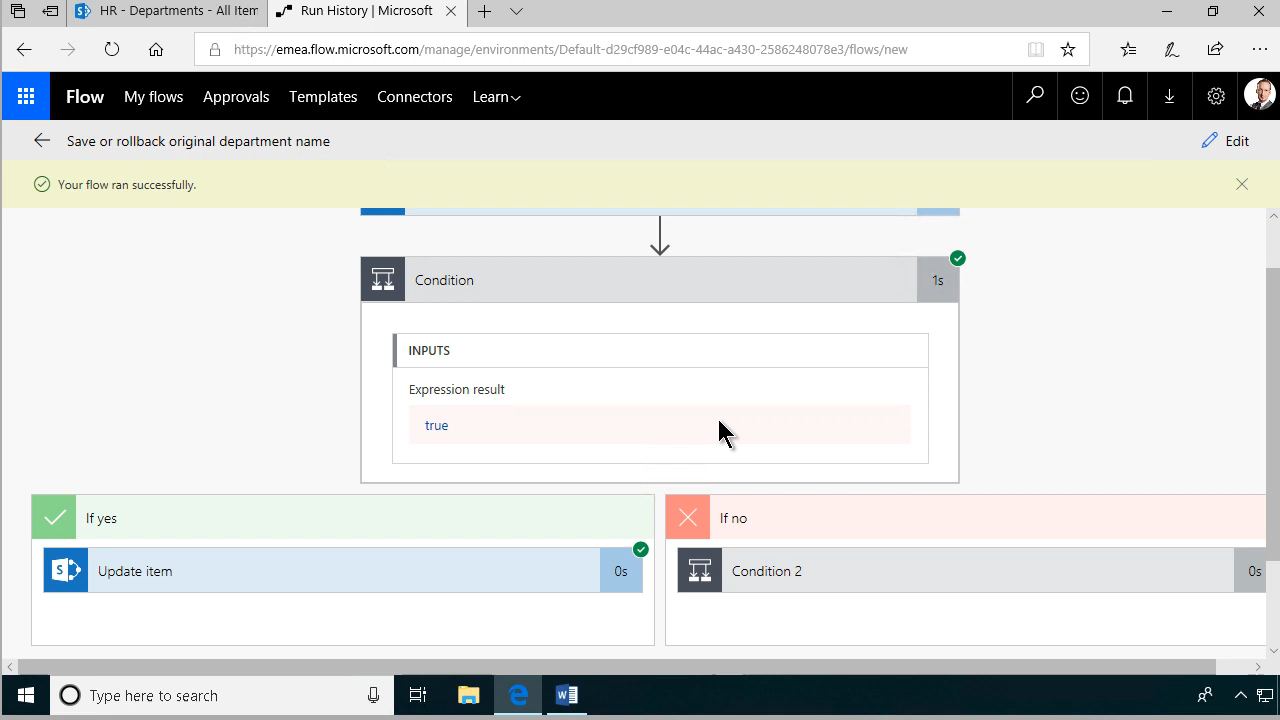 HR - Departments - All Item
Run History | Microsoft
https://emea.flow.microsoft.com/manage/environments/Default-d29cf989-e04c-44ac-a430-2586248078e3/flows/new
Flow My flows Approvals Templates Connectors Learn
Save or rollback original department name
Edit
Your flow ran successfully.
Condition
1s
INPUTS
Expression result
true
If yes
If no
S
Update item
0s
Condition 2
0s
Type here to search